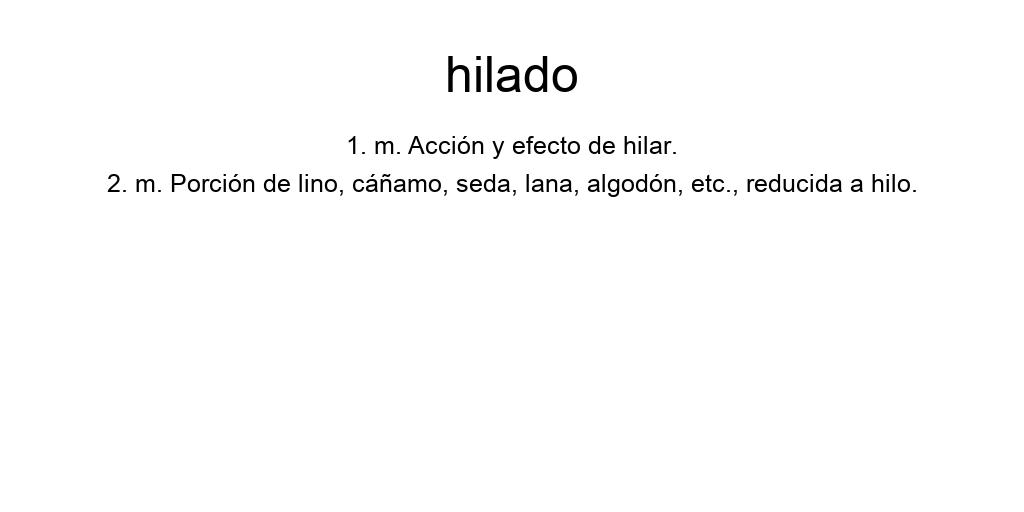 hilado
1. m. Acción y efecto de hilar.
2. m. Porción de lino, cáñamo, seda, lana, algodón, etc., reducida a hilo.